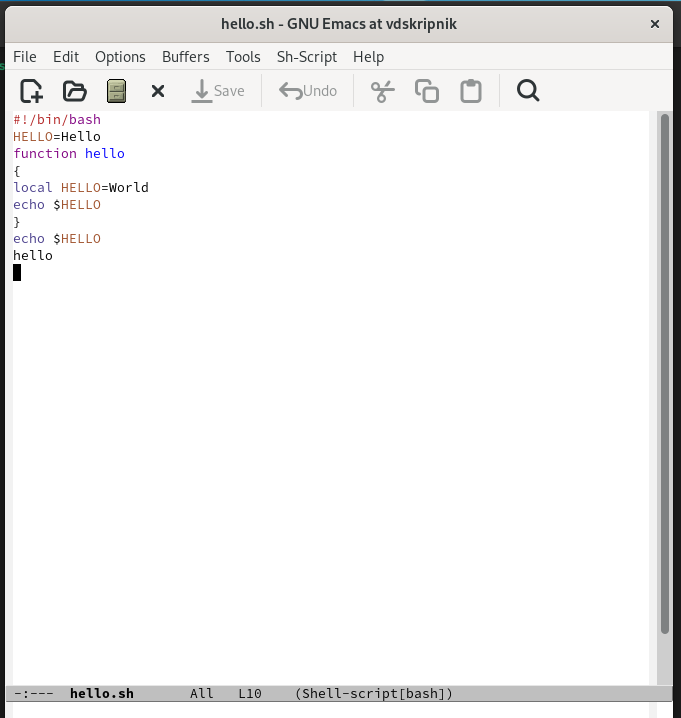 hello.sh - GNU Emacs at vdskripnik
File Edit Options Buffers Tools Sh-Script Help
Save Undo
#!/bin/bash
HELLO=Hello
function hello
{
local HELLO=World
echo $HELLO
}
echo $HELLO
hello
-:--- hello.sh All L10 (Shell-script[bash])